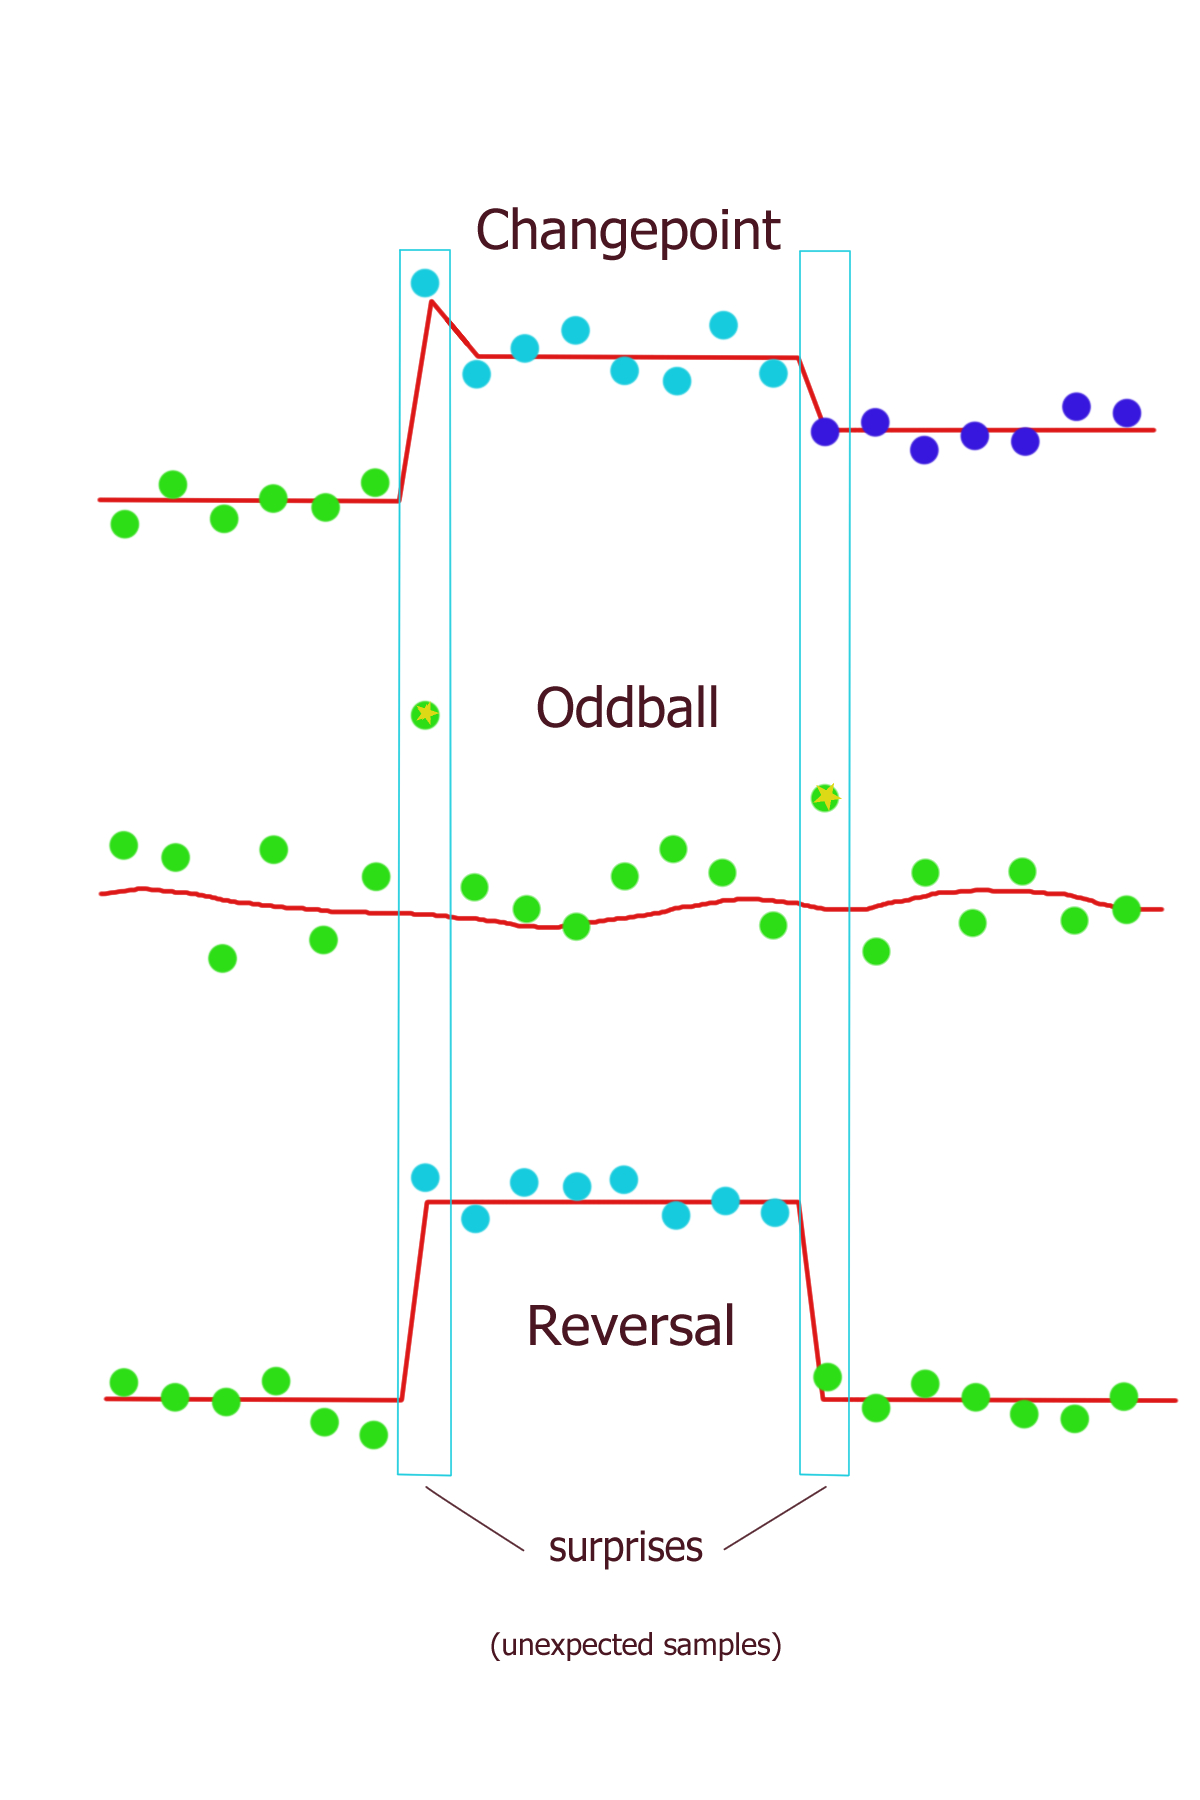 Changepoint
Oddball
Reversal
surprises
(unexpected samples)